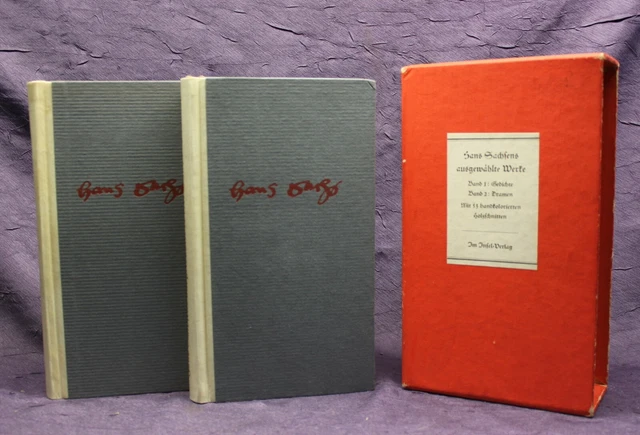 Hans Sachs
Hans Sachs
Hans Sachsens
ausgewählte Werke
Band 1: Gedichte
Band 2: Dramen
Mit 53 handkolorierten
Holzschnitten
Im Insel-Verlag